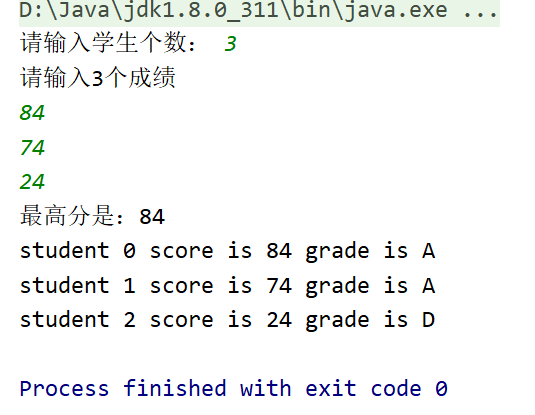 D:\Java\jdk1.8.0_311\bin\java.exe ...
请输入学生个数： 3
请输入3个成绩
84
74
24
最高分是：84
student 0 score is 84 grade is A
student 1 score is 74 grade is A
student 2 score is 24 grade is D
Process finished with exit code 0